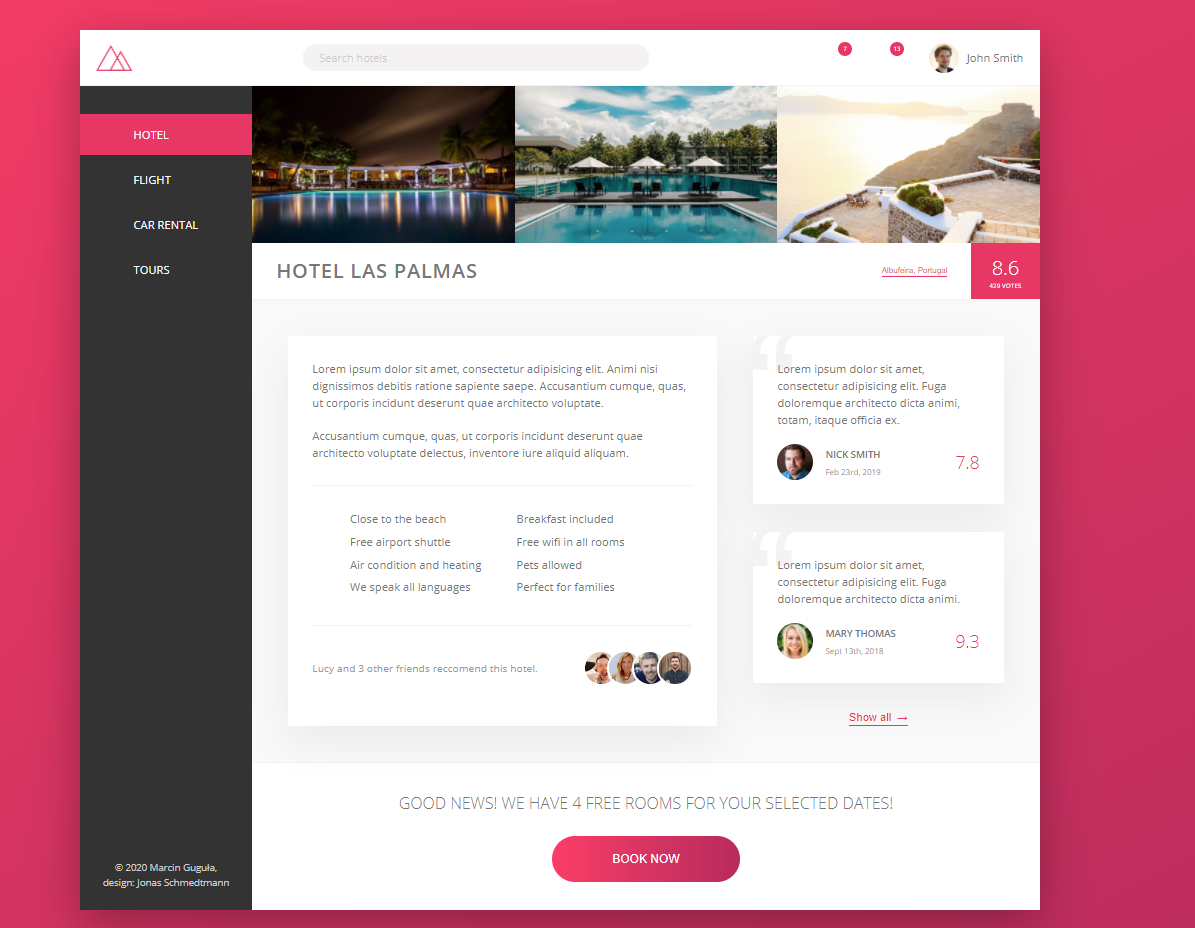 Search hotels
7
13
John Smith
HOTEL
FLIGHT
CAR RENTAL
TOURS
© 2020 Marcin Guguła,
design: Jonas Schmedtmann
HOTEL LAS PALMAS
Albufeira, Portugal
8.6
429 VOTES
Lorem ipsum dolor sit amet, consectetur adipisicing elit. Animi nisi
dignissimos debitis ratione sapiente saepe. Accusantium cumque, quas,
ut corporis incidunt deserunt quae architecto voluptate.
Accusantium cumque, quas, ut corporis incidunt deserunt quae
architecto voluptate delectus, inventore iure aliquid aliquam.
Close to the beach
Breakfast included
Free airport shuttle
Free wifi in all rooms
Air condition and heating
Pets allowed
We speak all languages
Perfect for families
Lucy and 3 other friends reccomend this hotel.
“
Lorem ipsum dolor sit amet,
consectetur adipisicing elit. Fuga
doloremque architecto dicta animi,
totam, itaque officia ex.
NICK SMITH
Feb 23rd, 2019
7.8
“
Lorem ipsum dolor sit amet,
consectetur adipisicing elit. Fuga
doloremque architecto dicta animi.
MARY THOMAS
Sept 13th, 2018
9.3
Show all →
GOOD NEWS! WE HAVE 4 FREE ROOMS FOR YOUR SELECTED DATES!
BOOK NOW